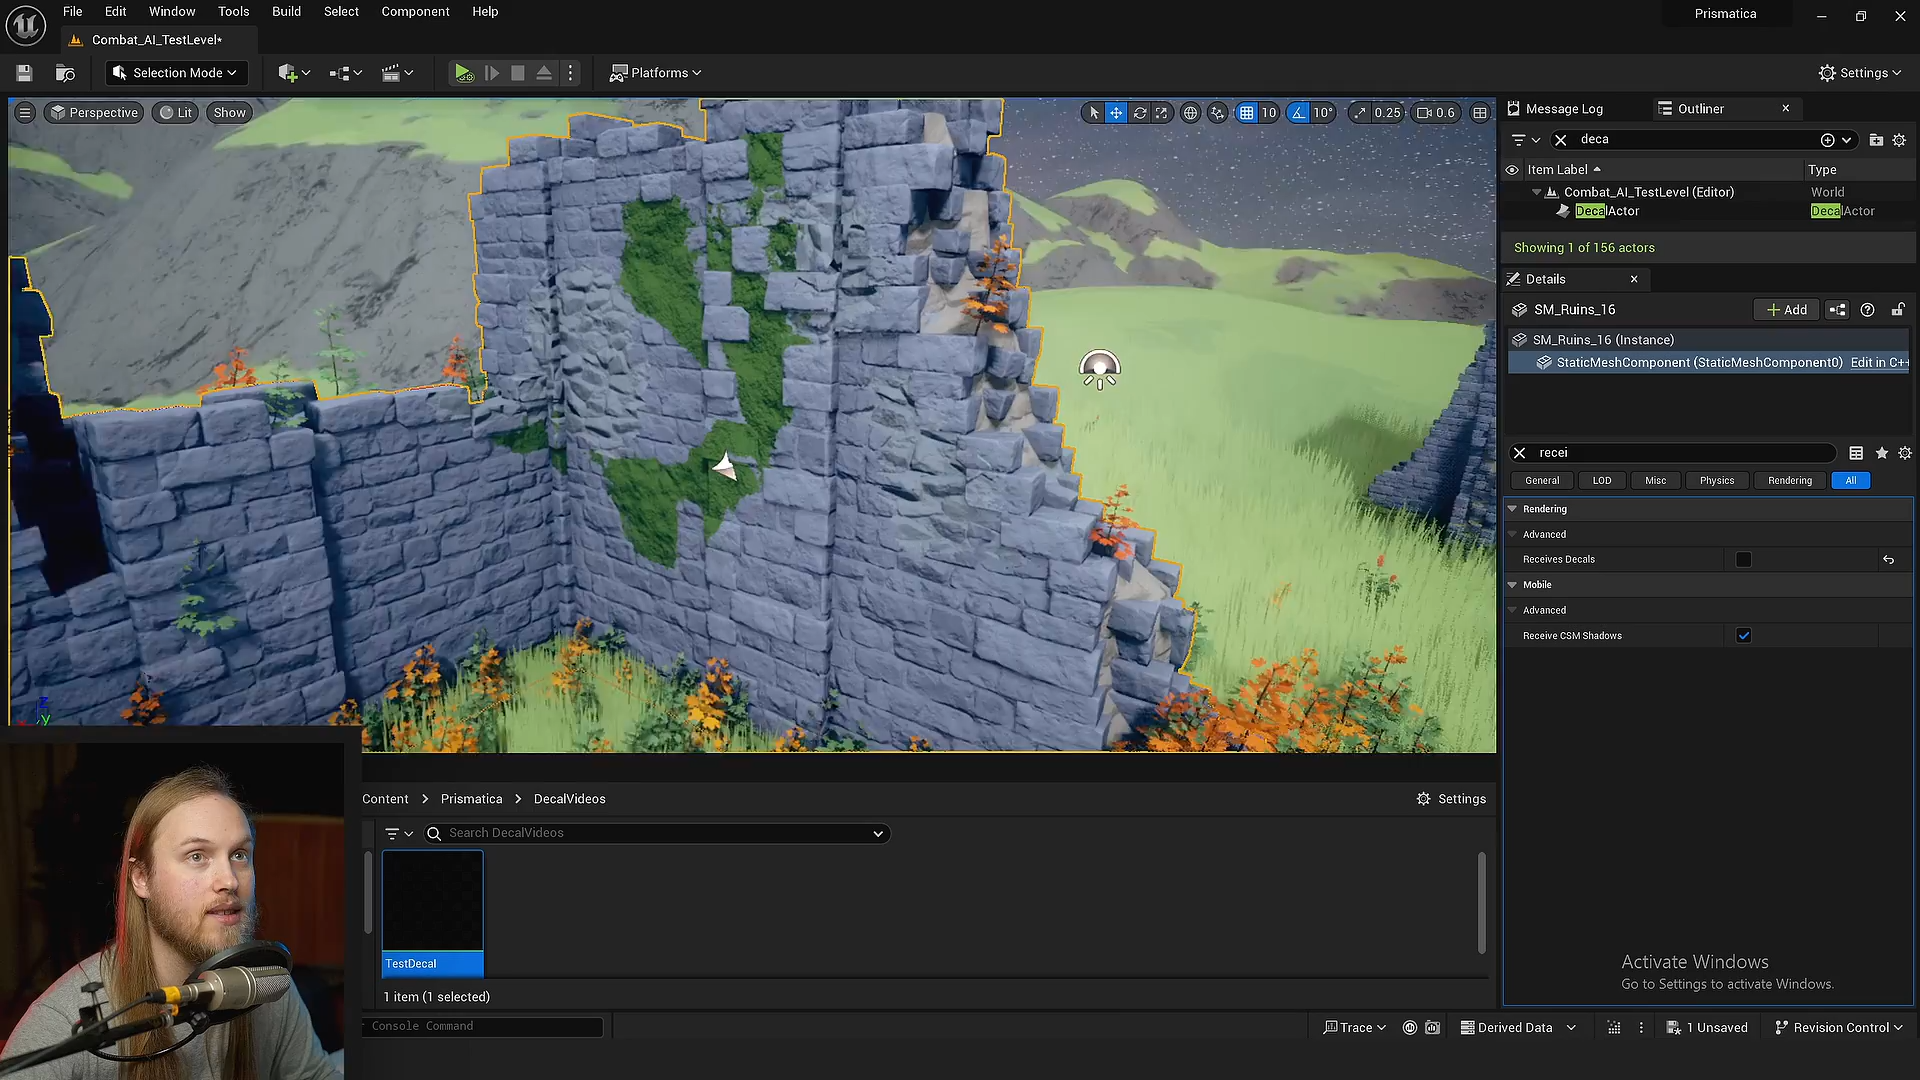 File Edit Window Tools Build Select Component Help
Prismatica
Combat_AI_TestLevel*
Selection Mode
Platforms
Settings
Perspective Lit Show
10 10° 0.25 0.6
Message Log
Outliner
deca
Item Label Type
Combat_AI_TestLevel (Editor) World
DecalActor DecalActor
Showing 1 of 156 actors
Details
SM_Ruins_16
Add
SM_Ruins_16 (Instance)
StaticMeshComponent (StaticMeshComponent0) Edit in C++
recei
General LOD Misc Physics Rendering All
Rendering
Advanced
Receives Decals
Mobile
Advanced
Receive CSM Shadows
Z
y
Content Prismatica DecalVideos
Settings
Search DecalVideos
TestDecal
1 item (1 selected)
Activate Windows
Go to Settings to activate Windows.
Console Command
Trace Derived Data 1 Unsaved Revision Control